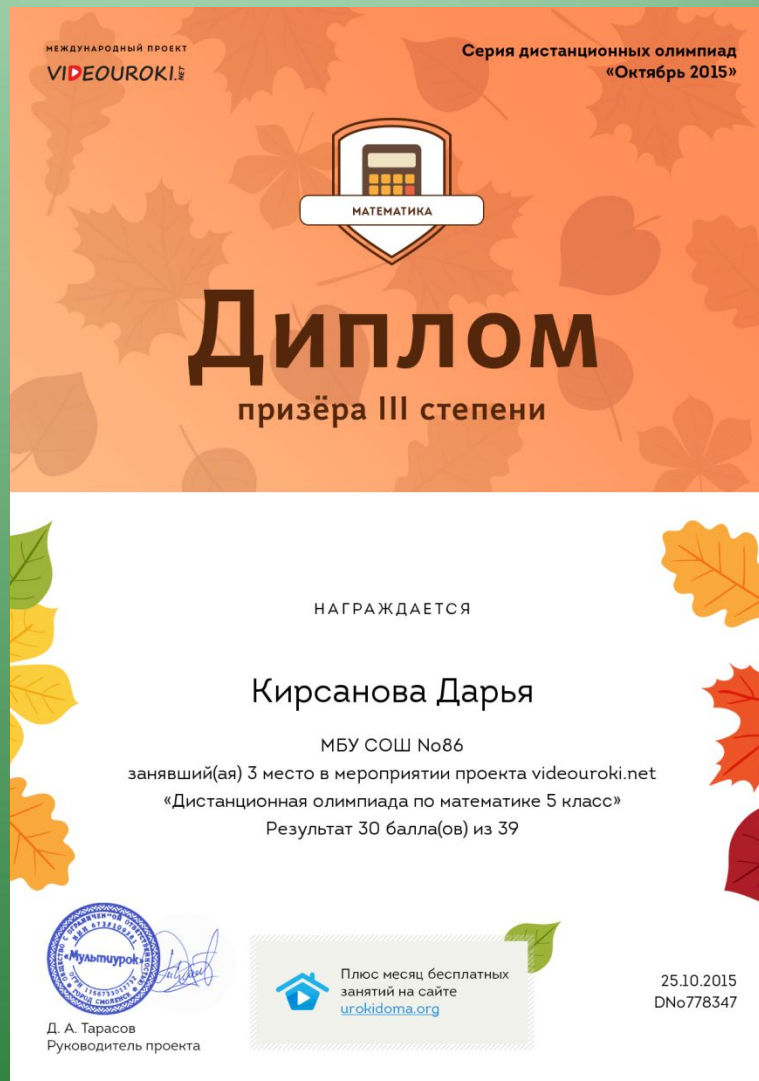 МЕЖДУНАРОДНЫЙ ПРОЕКТ
VIDEOUROKI.NET
Серия дистанционных олимпиад
«Октябрь 2015»
МАТЕМАТИКА
Диплом
призёра III степени
НАГРАЖДАЕТСЯ
Кирсанова Дарья
МБУ СОШ No86
занявший(ая) 3 место в мероприятии проекта videouroki.net
«Дистанционная олимпиада по математике 5 класс»
Результат 30 балла(ов) из 39
«Мультиурок»
ГОРОД СМОЛЕНСК
Д. А. Тарасов
Руководитель проекта
Плюс месяц бесплатных
занятий на сайте
urokidoma.org
25.10.2015
DNo778347